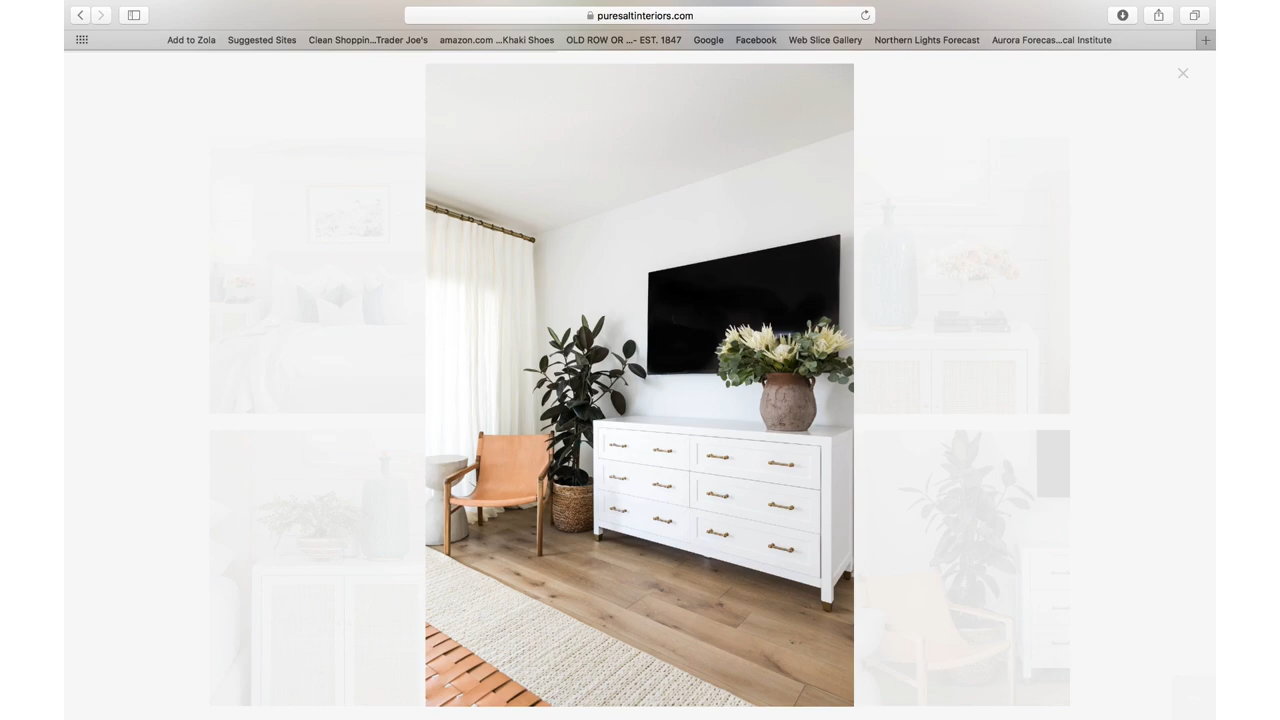 puresaltinteriors.com
Add to Zola Suggested Sites Clean Shoppin...Trader Joe's amazon.com ...Khaki Shoes OLD ROW OR ...- EST. 1847 Google Facebook Web Slice Gallery Northern Lights Forecast Aurora Forecas...cal Institute